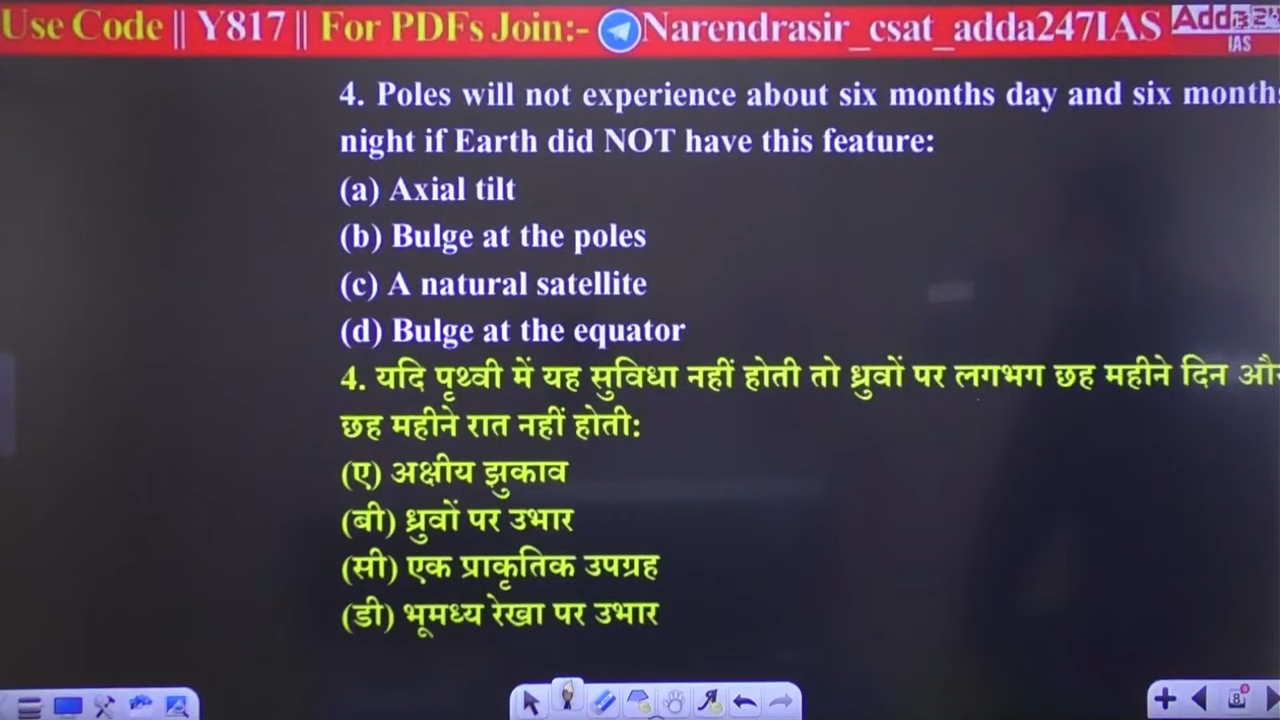 Use Code || Y817 || For PDFs Join:- Narendrasir_csat_adda247IAS
IAS
4. Poles will not experience about six months day and six month
night if Earth did NOT have this feature:
(a) Axial tilt
(b) Bulge at the poles
(c) A natural satellite
(d) Bulge at the equator
4. यदि पृथ्वी में यह सुविधा नहीं होती तो ध्रुवों पर लगभग छह महीने दिन
छह महीने रात नहीं होती:
(ए) अक्षीय झुकाव
(बी) ध्रुवों पर उभार
(सी) एक प्राकृतिक उपग्रह
(डी) भूमध्य रेखा पर उभार
8